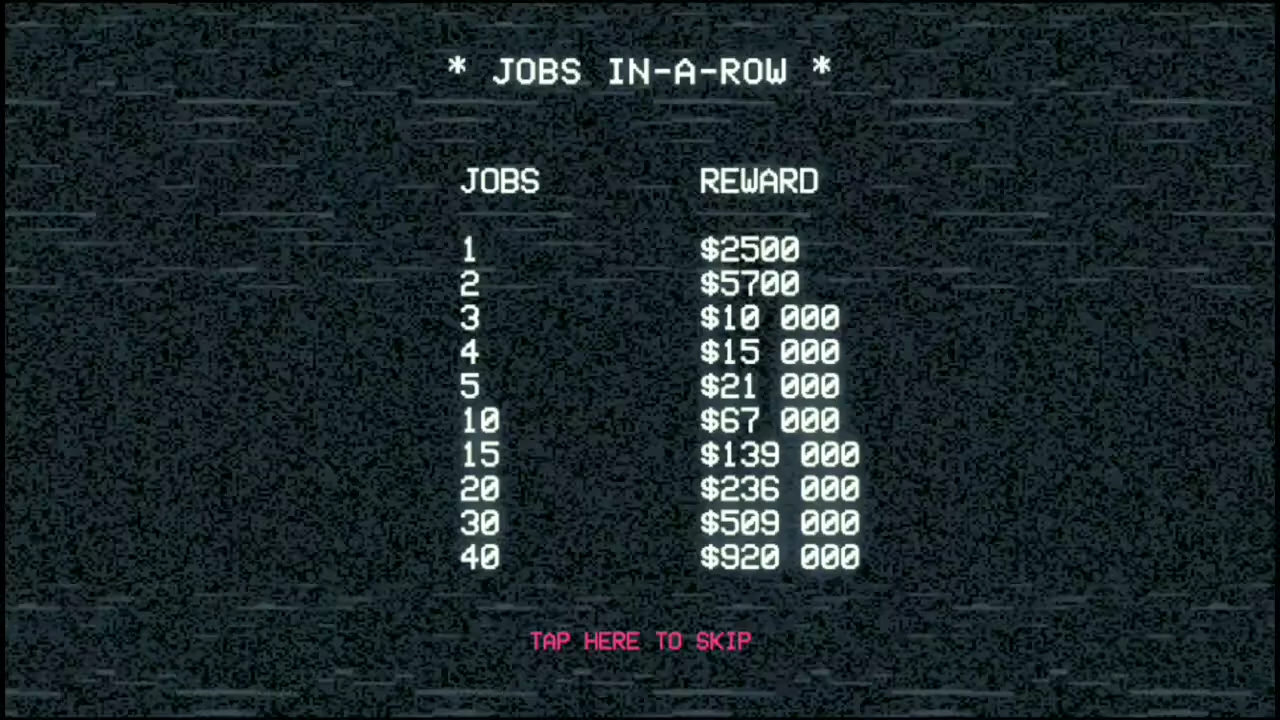 * JOBS IN-A-ROW *
JOBS REWARD
1 $2500
2 $5700
3 $10 000
4 $15 000
5 $21 000
10 $67 000
15 $139 000
20 $236 000
30 $509 000
40 $920 000
TAP HERE TO SKIP